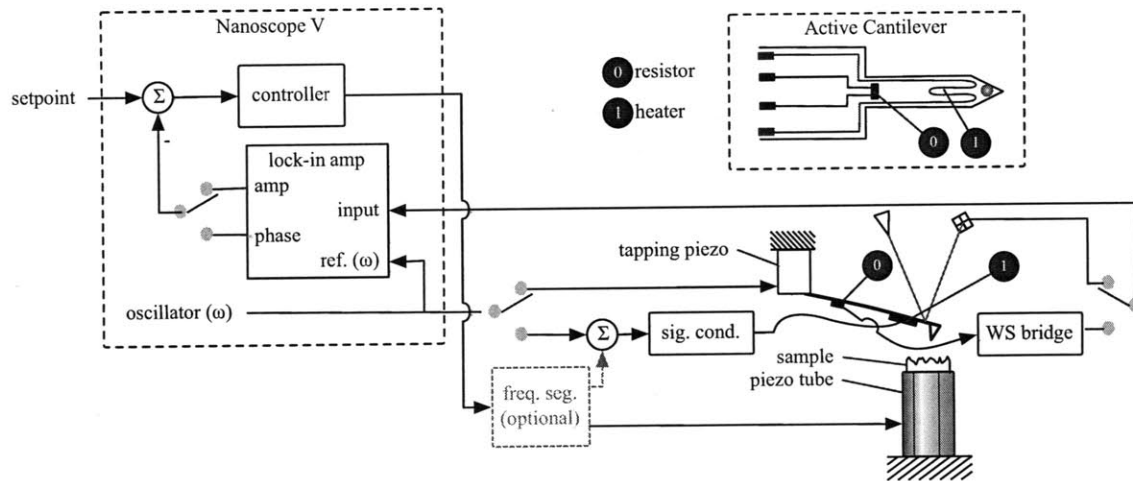 Nanoscope V
Active Cantilever
0 resistor
1 heater
0
1
setpoint
Σ
controller
-
lock-in amp
amp
input
phase
ref. (ω)
oscillator (ω)
tapping piezo
0
1
Σ
sig. cond.
WS bridge
sample
piezo tube
freq. seg.
(optional)